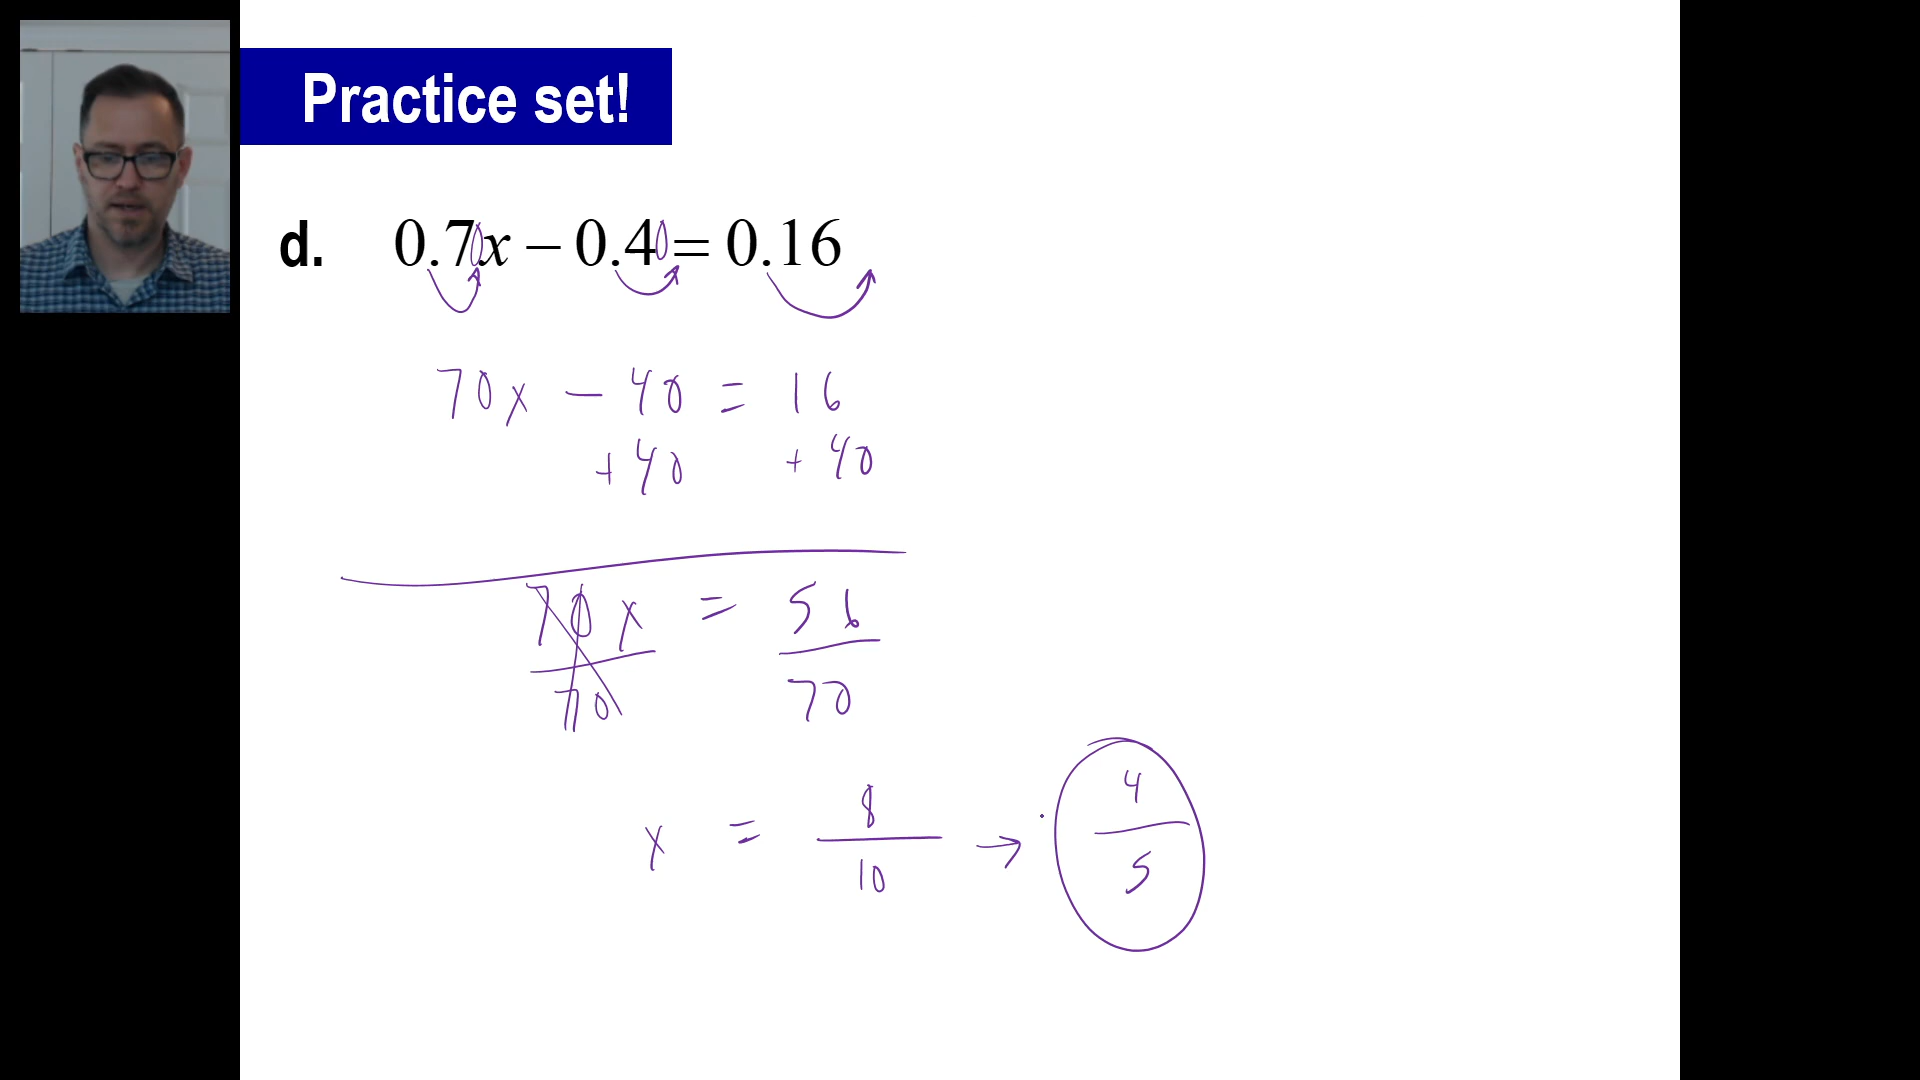 Practice set!
d. 0.70x – 0.40 = 0.16
70x – 40 = 16
+40 + 40
70x = 56
70 70
x = 8/10 → 4/5